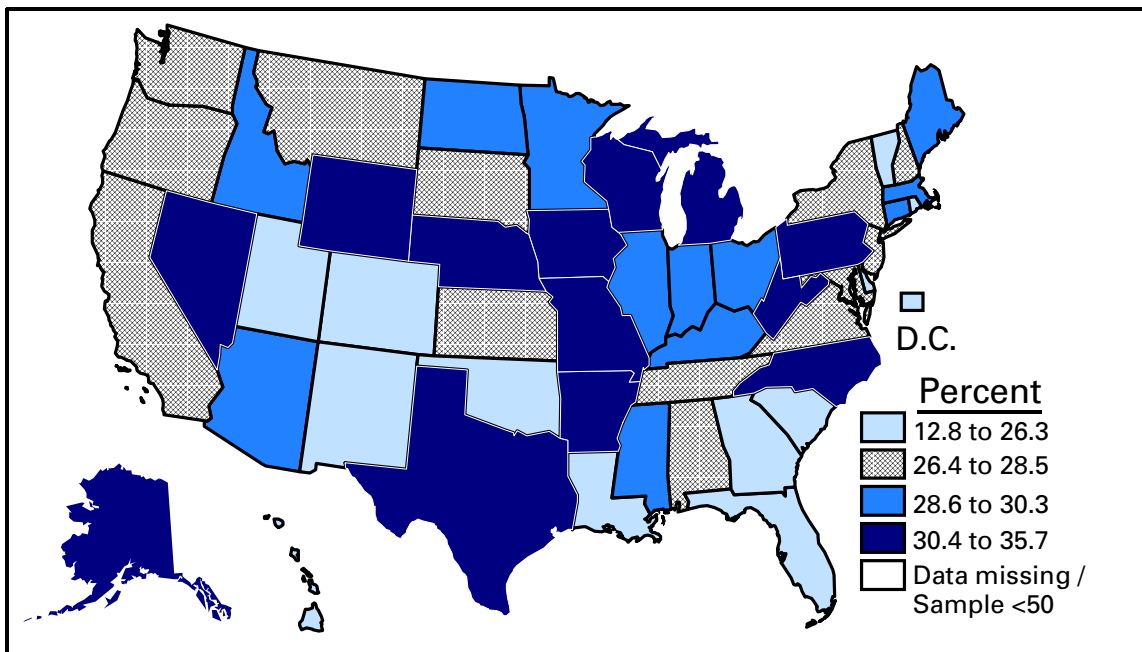 D.C.
Percent
12.8 to 26.3
26.4 to 28.5
28.6 to 30.3
30.4 to 35.7
Data missing /
Sample <50